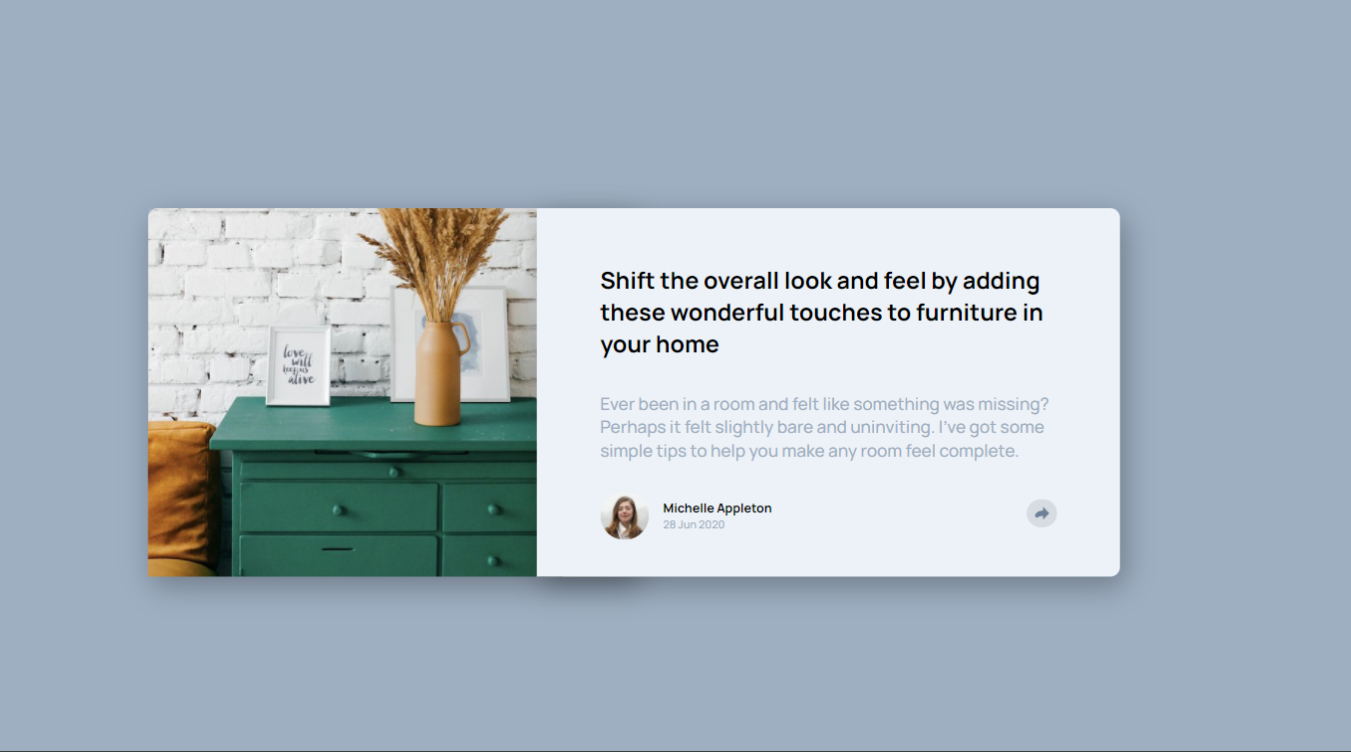 love
will
keep us
alive
Shift the overall look and feel by adding
these wonderful touches to furniture in
your home
Ever been in a room and felt like something was missing?
Perhaps it felt slightly bare and uninviting. I've got some
simple tips to help you make any room feel complete.
Michelle Appleton
28 Jun 2020